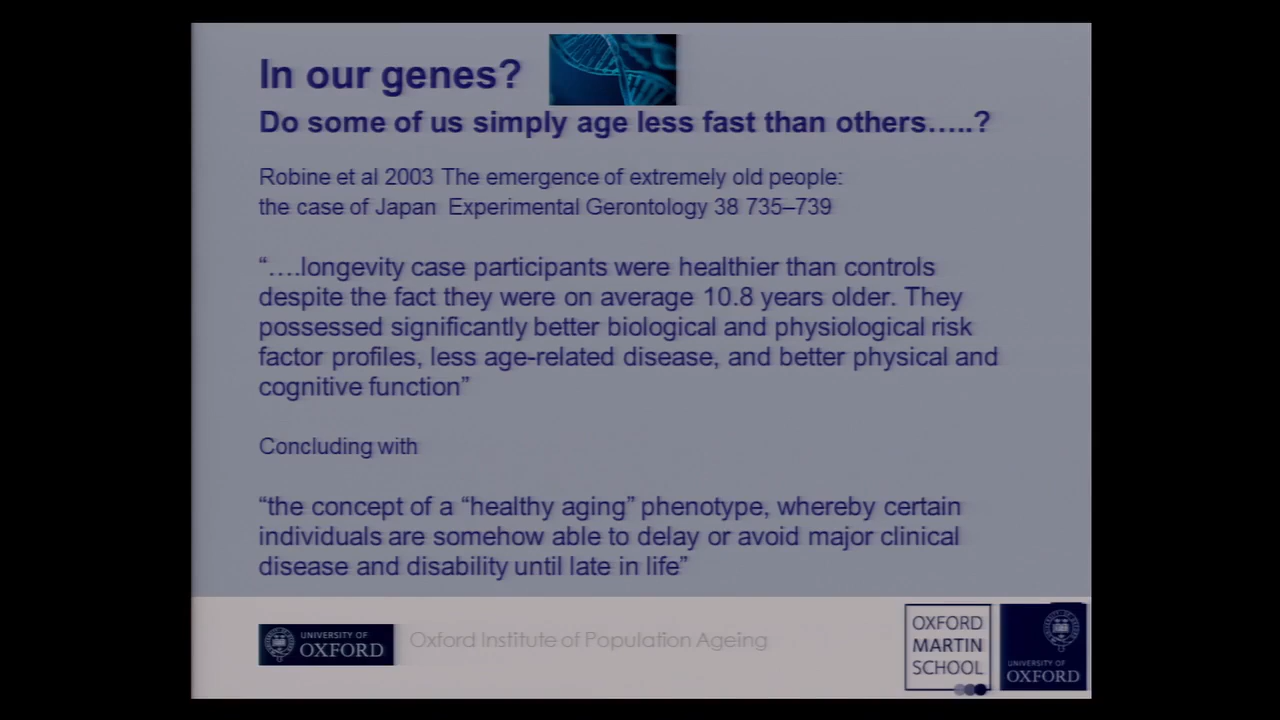 In our genes?
Do some of us simply age less fast than others…..?
Robine et al 2003 The emergence of extremely old people:
the case of Japan Experimental Gerontology 38 735–739
“….longevity case participants were healthier than controls
despite the fact they were on average 10.8 years older. They
possessed significantly better biological and physiological risk
factor profiles, less age-related disease, and better physical and
cognitive function”
Concluding with
“the concept of a “healthy aging” phenotype, whereby certain
individuals are somehow able to delay or avoid major clinical
disease and disability until late in life”
UNIVERSITY OF
OXFORD
Oxford Institute of Population Ageing
OXFORD
MARTIN
SCHOOL
UNIVERSITY OF
OXFORD